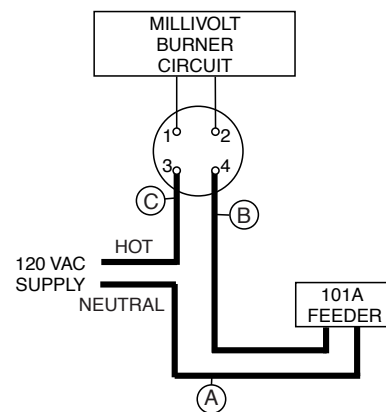 MILLIVOLT
BURNER
CIRCUIT
1
2
3
4
C
B
HOT
120 VAC
SUPPLY
NEUTRAL
101A
FEEDER
A